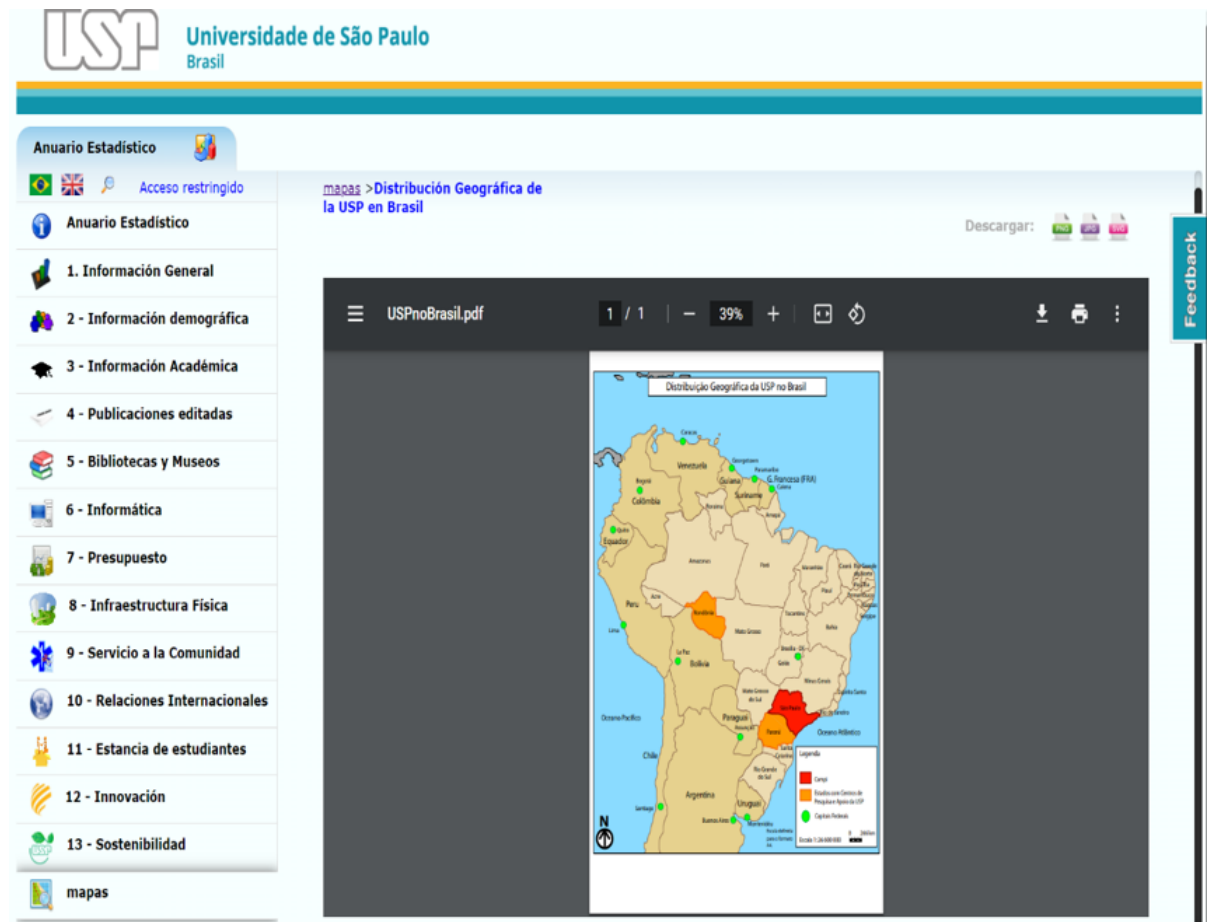 USP
Universidade de São Paulo
Brasil
Anuario Estadístico
Acceso restringido
Anuario Estadístico
1. Información General
2 - Información demográfica
3 - Información Académica
4 - Publicaciones editadas
5 - Bibliotecas y Museos
6 - Informática
7 - Presupuesto
8 - Infraestructura Física
9 - Servicio a la Comunidad
10 - Relaciones Internacionales
11 - Estancia de estudiantes
12 - Innovación
13 - Sostenibilidad
mapas
mapas >Distribución Geográfica de
la USP en Brasil
Descargar:
PNG JPG SVG
Feedback
USPnoBrasil.pdf
1 / 1
39%
Distribuição Geográfica da USP no Brasil
Caracas
Venezuela
Georgetown
Paramaribo
Guiana
G. Francesa (FRA)
Caiena
Suriname
Bogotá
Colômbia
Roraima
Amapá
Quito
Equador
Amazonas
Pará
Maranhão
Ceará
Piauí
Acre
Peru
Rondônia
Tocantins
Bahia
Lima
Mato Grosso
La Paz
Bolívia
Brasília - DF
Goiás
Minas Gerais
Mato Grosso
do Sul
Espírito Santo
São Paulo
Rio de Janeiro
Oceano Pacífico
Paraguai
Assunção
Paraná
Oceano Atlântico
Santa
Catarina
Chile
Rio Grande
do Sul
Argentina
Uruguai
Santiago
Buenos Aires
Montevidéu
N
Legenda
Campi
Estados com Centros de
Pesquisa e Apoio da USP
Capitais Federais